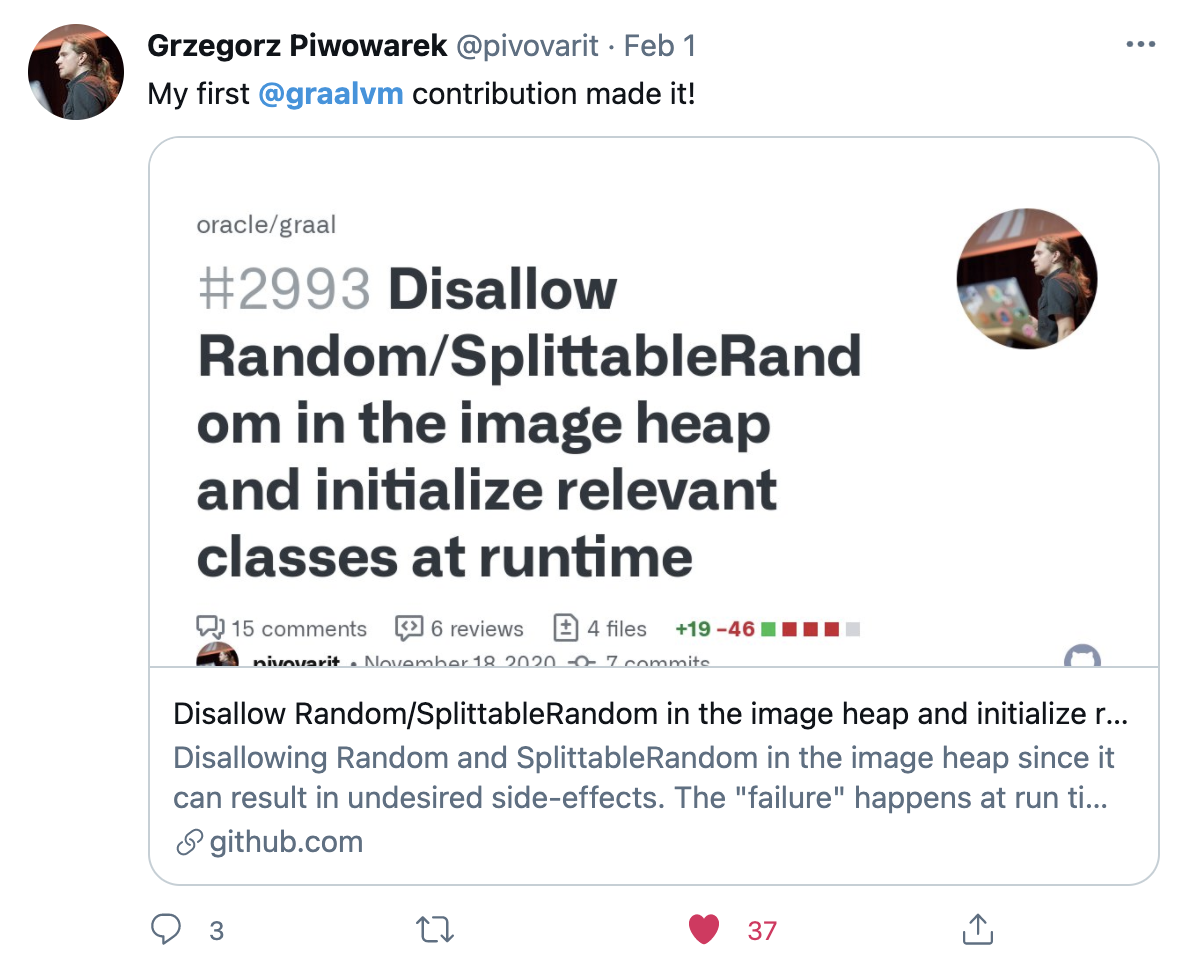 Grzegorz Piwowarek @pivovarit · Feb 1
My first @graalvm contribution made it!
oracle/graal
#2993 Disallow
Random/SplittableRand
om in the image heap
and initialize relevant
classes at runtime
15 comments 6 reviews 4 files +19 −46
pivovarit • November 18, 2020 7 commits
Disallow Random/SplittableRandom in the image heap and initialize r...
Disallowing Random and SplittableRandom in the image heap since it
can result in undesired side-effects. The "failure" happens at run ti...
github.com
3 37